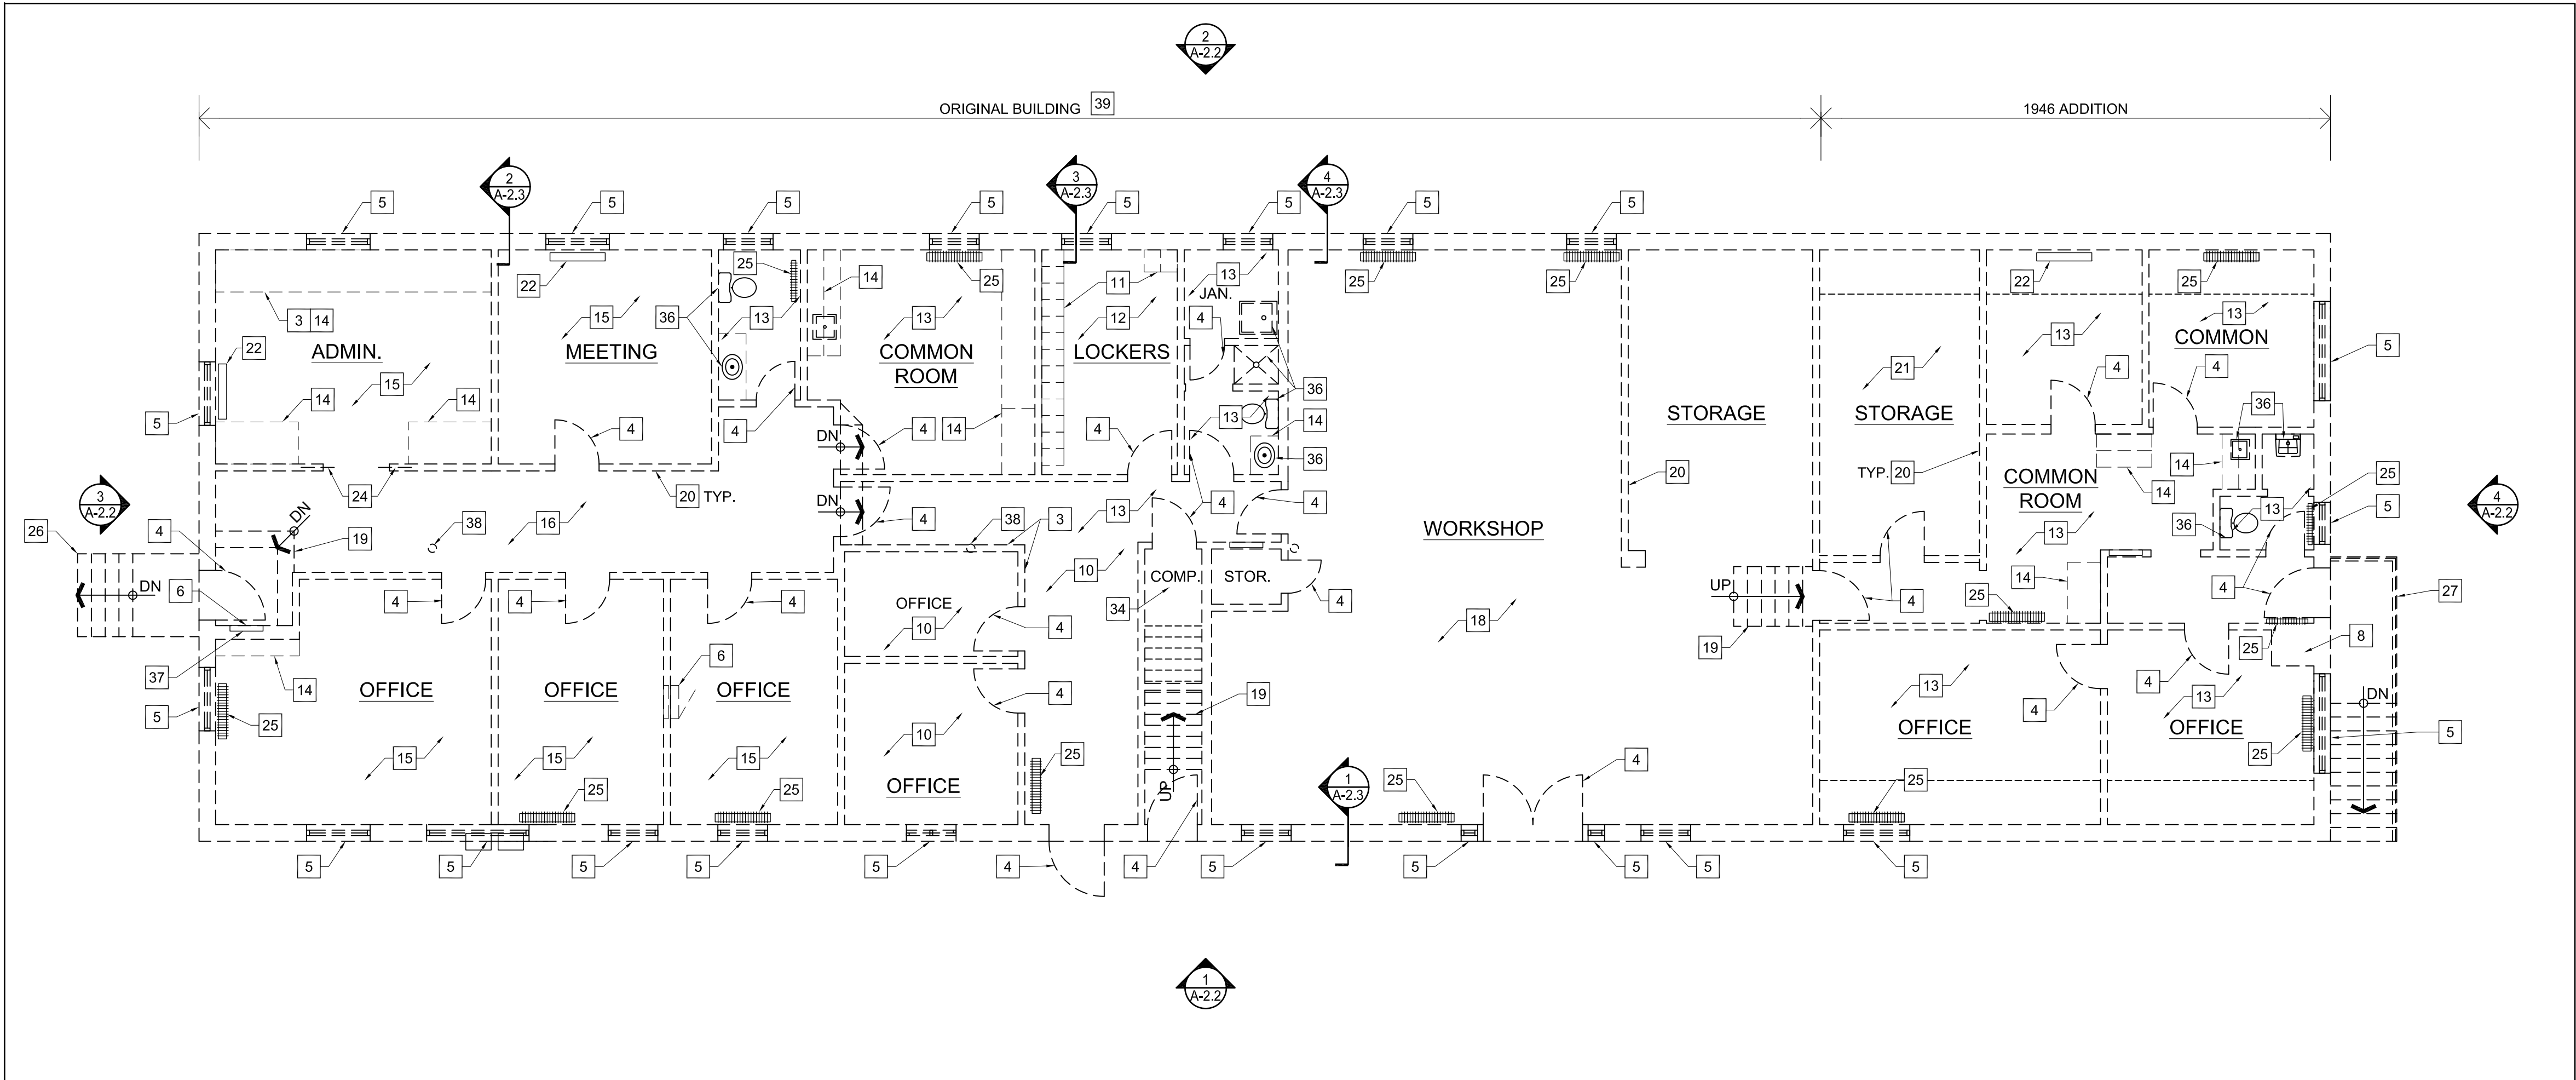 2
A-2.2
ORIGINAL BUILDING 39
1946 ADDITION
2
A-2.3
3
A-2.3
4
A-2.3
5 5 5 5 5 5 5 5
22 25 14 25 11 13 25 25 22 25
JAN.
3 14
15 36 13 13 12 4 13 13
ADMIN.
MEETING
COMMON
ROOM
LOCKERS
COMMON
22 5
15 21 4 4
36
14 14
13 14 36
5 4 4 DN 4 14 4 36
STORAGE
STORAGE
24 20 TYP.
20
TYP. 20
COMMON
ROOM
14 14 25
3
A-2.2
4
A-2.2
26 4 19 DN 38 16
DN 4 38 3 13 4 4
WORKSHOP
36 13 5
13
6 DN
4 4 4
OFFICE
10
10
COMP.
34
STOR.
4
18
UP
19
4
25
14
4
27
37
14
6
4
4
19
25
8
OFFICE
OFFICE
OFFICE
13
4
4
13
DN
5
25
15 15 15
10
OFFICE
25
UP
OFFICE
OFFICE
25
5
25 25
1
A-2.3
25
4
25
5 5 5 5 5 4 4 5 5 5 5 5
1
A-2.2